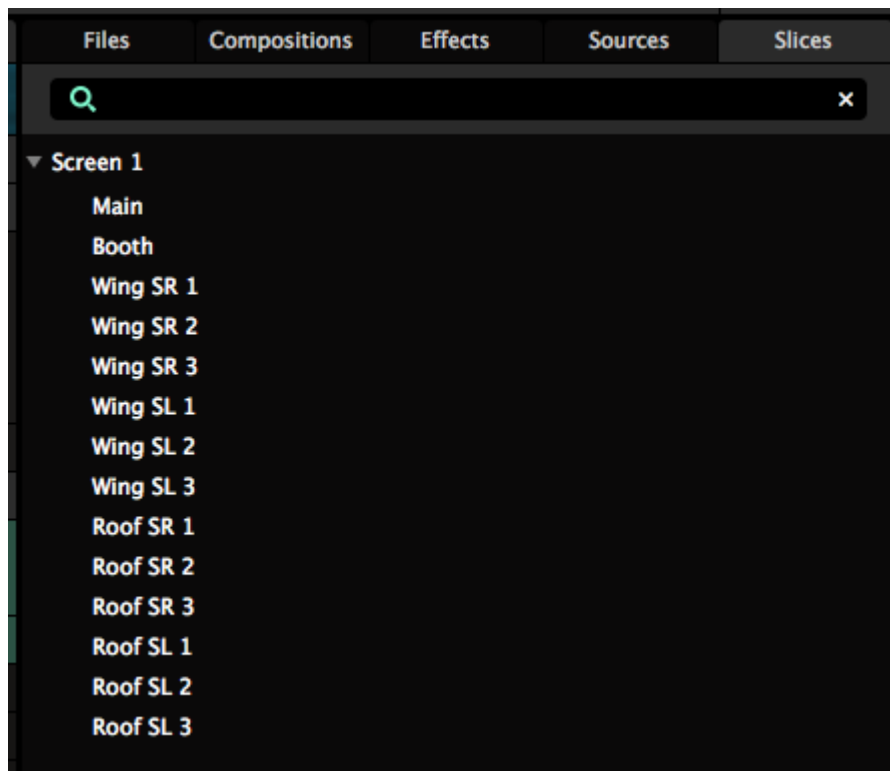 Files Compositions Effects Sources Slices
Screen 1
Main
Booth
Wing SR 1
Wing SR 2
Wing SR 3
Wing SL 1
Wing SL 2
Wing SL 3
Roof SR 1
Roof SR 2
Roof SR 3
Roof SL 1
Roof SL 2
Roof SL 3